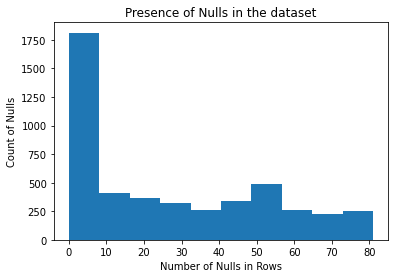 Presence of Nulls in the dataset
1750
1500
1250
1000
750
500
250
0
Count of Nulls
0 10 20 30 40 50 60 70 80
Number of Nulls in Rows